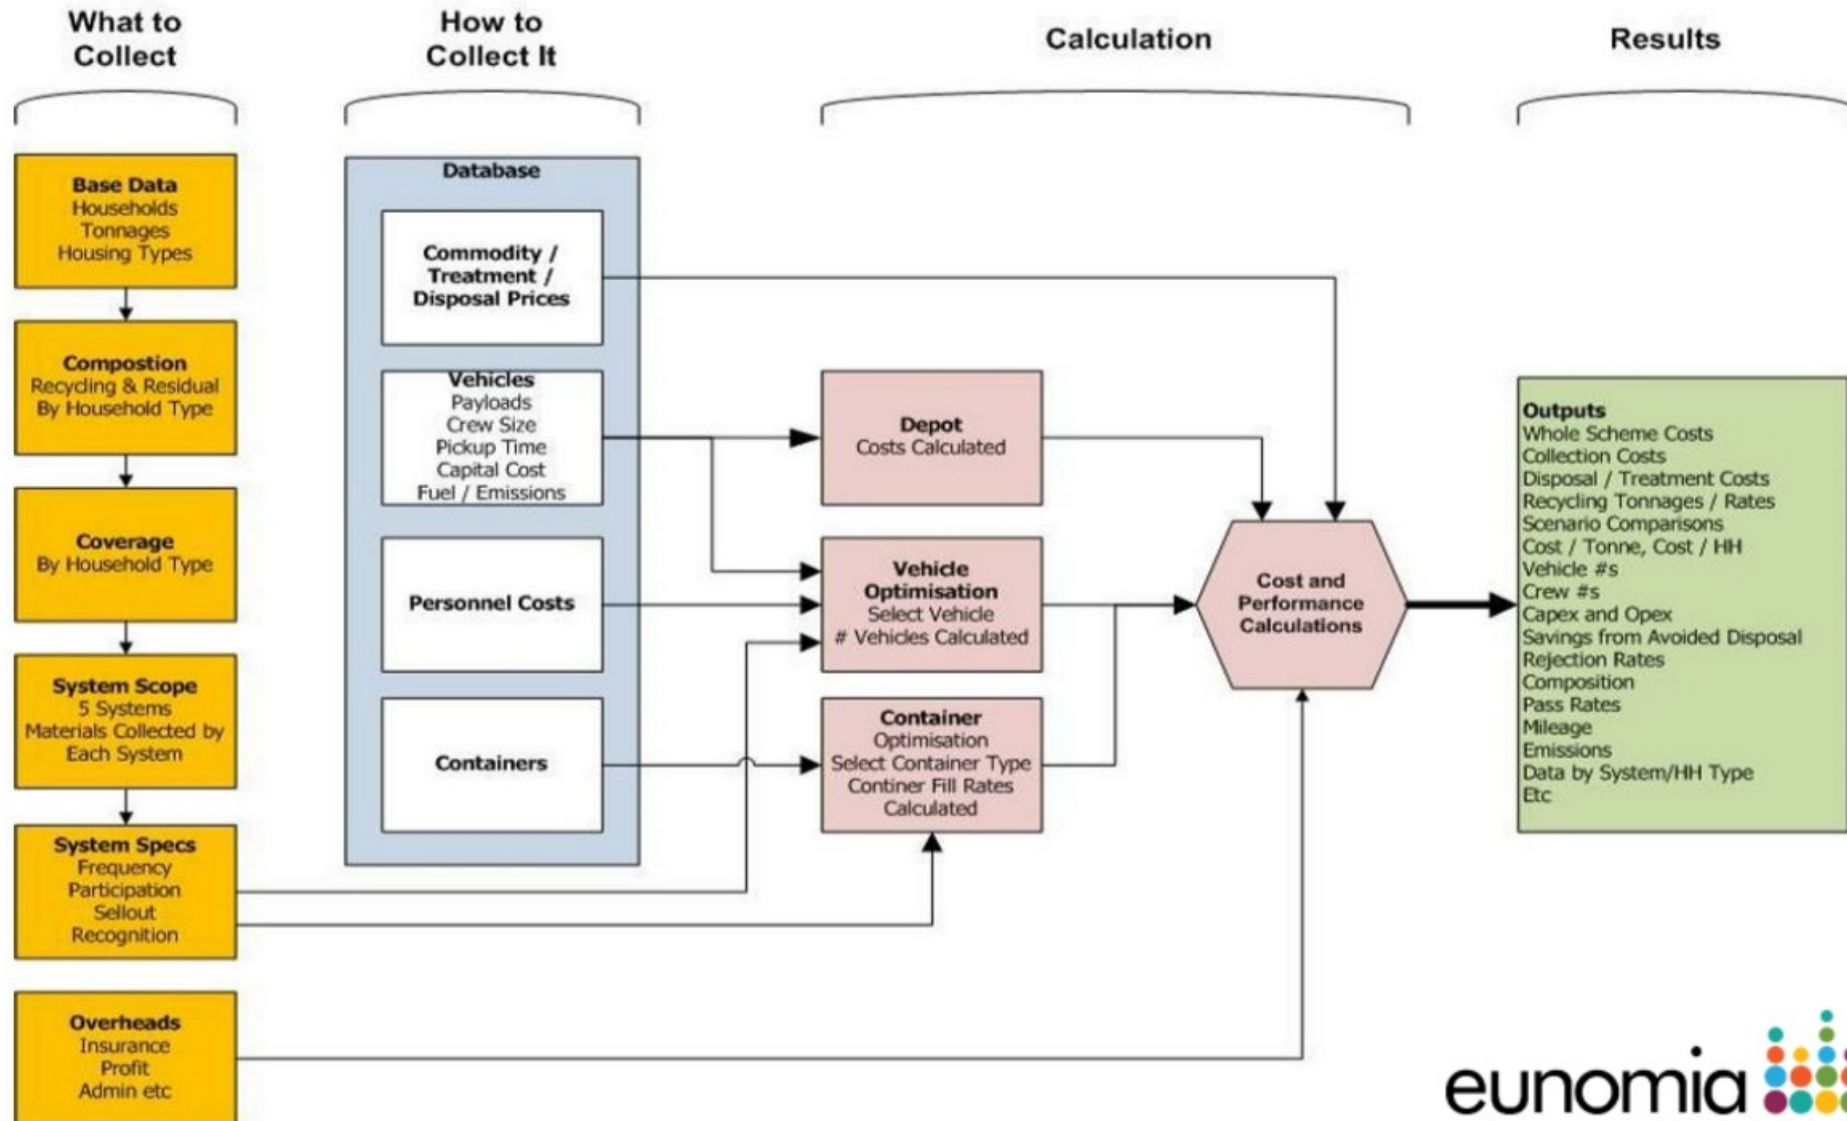 What to
Collect
How to
Collect It
Calculation
Results
Base Data
Households
Tonnages
Housing Types
Compostion
Recycling & Residual
By Household Type
Coverage
By Household Type
System Scope
5 Systems
Materials Collected by
Each System
System Specs
Frequency
Participation
Sellout
Recognition
Overheads
Insurance
Profit
Admin etc
Database
Commodity /
Treatment /
Disposal Prices
Vehicles
Payloads
Crew Size
Pickup Time
Capital Cost
Fuel / Emissions
Personnel Costs
Containers
Depot
Costs Calculated
Vehicle
Optimisation
Select Vehicle
# Vehicles Calculated
Container
Optimisation
Select Container Type
Continer Fill Rates
Calculated
Cost and
Performance
Calculations
Outputs
Whole Scheme Costs
Collection Costs
Disposal / Treatment Costs
Recycling Tonnages / Rates
Scenario Comparisons
Cost / Tonne, Cost / HH
Vehicle #s
Crew #s
Capex and Opex
Savings from Avoided Disposal
Rejection Rates
Composition
Pass Rates
Mileage
Emissions
Data by System/HH Type
Etc
eunomia